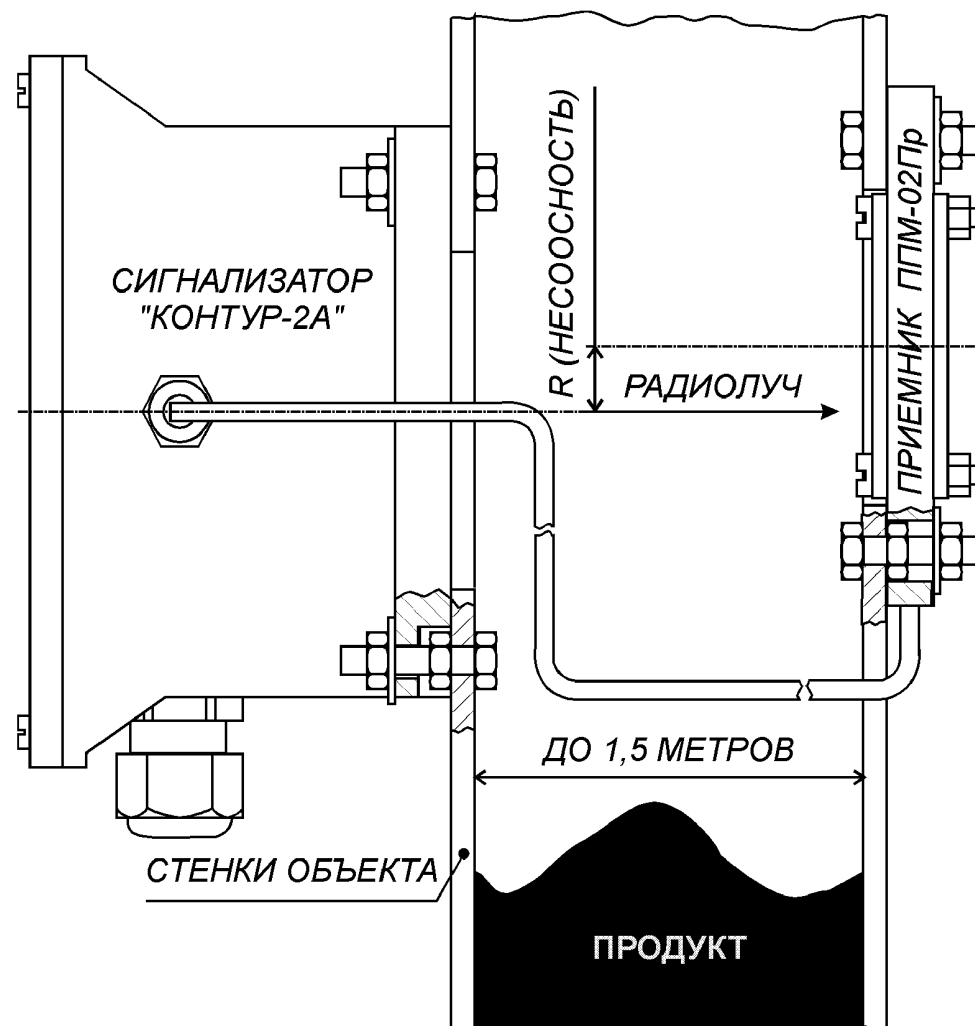 СИГНАЛИЗАТОР
"КОНТУР-2А"
R (НЕСООСНОСТЬ)
РАДИОЛУЧ
ПРИЕМНИК ППМ-02Пр
ДО 1,5 МЕТРОВ
СТЕНКИ ОБЪЕКТА
ПРОДУКТ